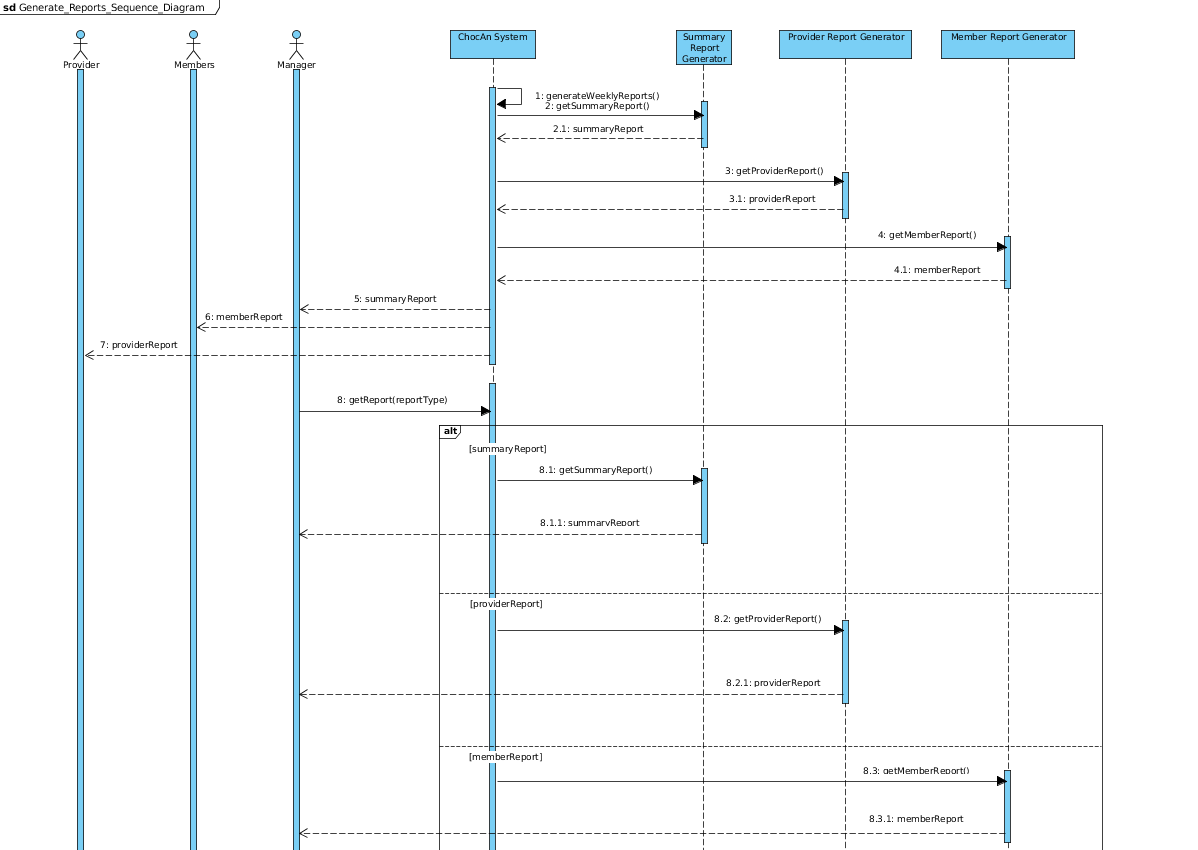 sd Generate_Reports_Sequence_Diagram
Provider
Members
Manager
ChocAn System
Summary
Report
Generator
Provider Report Generator
Member Report Generator
1: generateWeeklyReports()
2: getSummaryReport()
2.1: summaryReport
3: getProviderReport()
3.1: providerReport
4: getMemberReport()
4.1: memberReport
5: summaryReport
6: memberReport
7: providerReport
8: getReport(reportType)
alt
[summaryReport]
8.1: getSummaryReport()
8.1.1: summaryReport
[providerReport]
8.2: getProviderReport()
8.2.1: providerReport
[memberReport]
8.3: getMemberReport()
8.3.1: memberReport